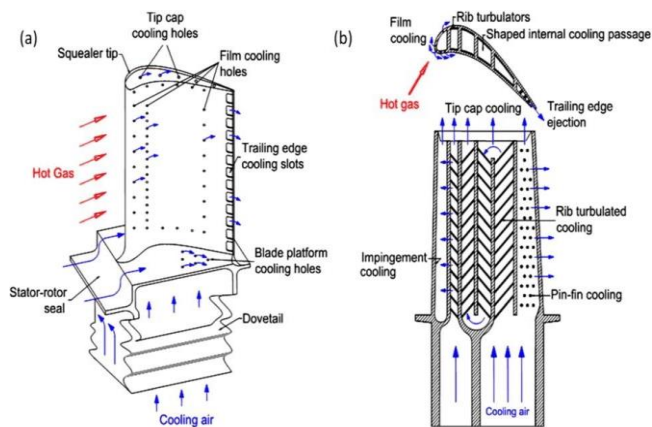 (a)
Tip cap
cooling holes
Squealer tip
Film cooling
holes
Hot Gas
Trailing edge
cooling slots
Blade platform
cooling holes
Stator-rotor
seal
Dovetail
Cooling air
(b)
Film
cooling
Rib turbulators
Shaped internal cooling passage
Hot gas
Tip cap cooling
Trailing edge
ejection
Rib turbulated
cooling
Impingement
cooling
Pin-fin cooling
Cooling air